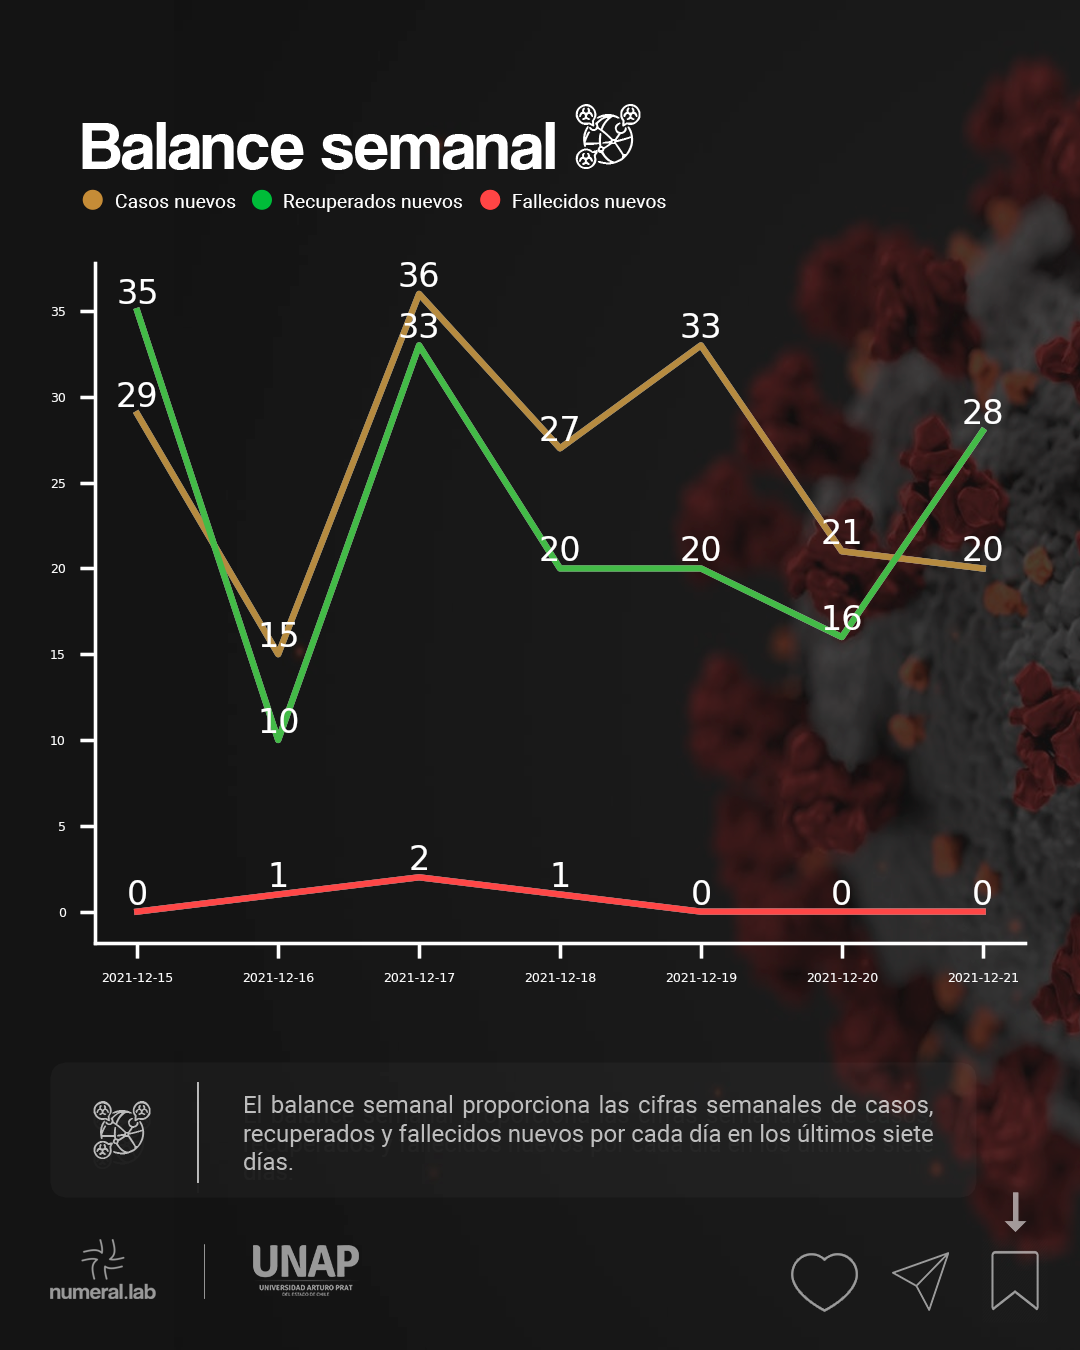 Balance semanal
Casos nuevos Recuperados nuevos Fallecidos nuevos
36
35
33
33
35
29
30
28
27
25
21
20
20
20
20
16
15
15
10
10
5
2
1
1
0
0
0
0
0
2021-12-15 2021-12-16 2021-12-17 2021-12-18 2021-12-19 2021-12-20 2021-12-21
El balance semanal proporciona las cifras semanales de casos,
recuperados y fallecidos nuevos por cada día en los últimos siete
días.
numeral.lab
UNAP
UNIVERSIDAD ARTURO PRAT
DEL ESTADO DE CHILE